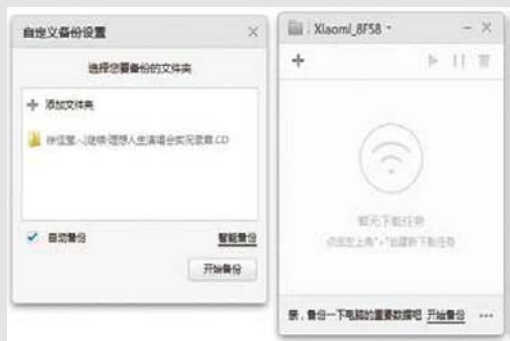 自定义备份设置
选择您要备份的文件夹
添加文件夹
自动备份
智能备份
开始备份
Xiaomi_8F58
暂无下载任务
点击左上角"+"创建新下载任务
亲，备份一下电脑的重要数据吧 开始备份